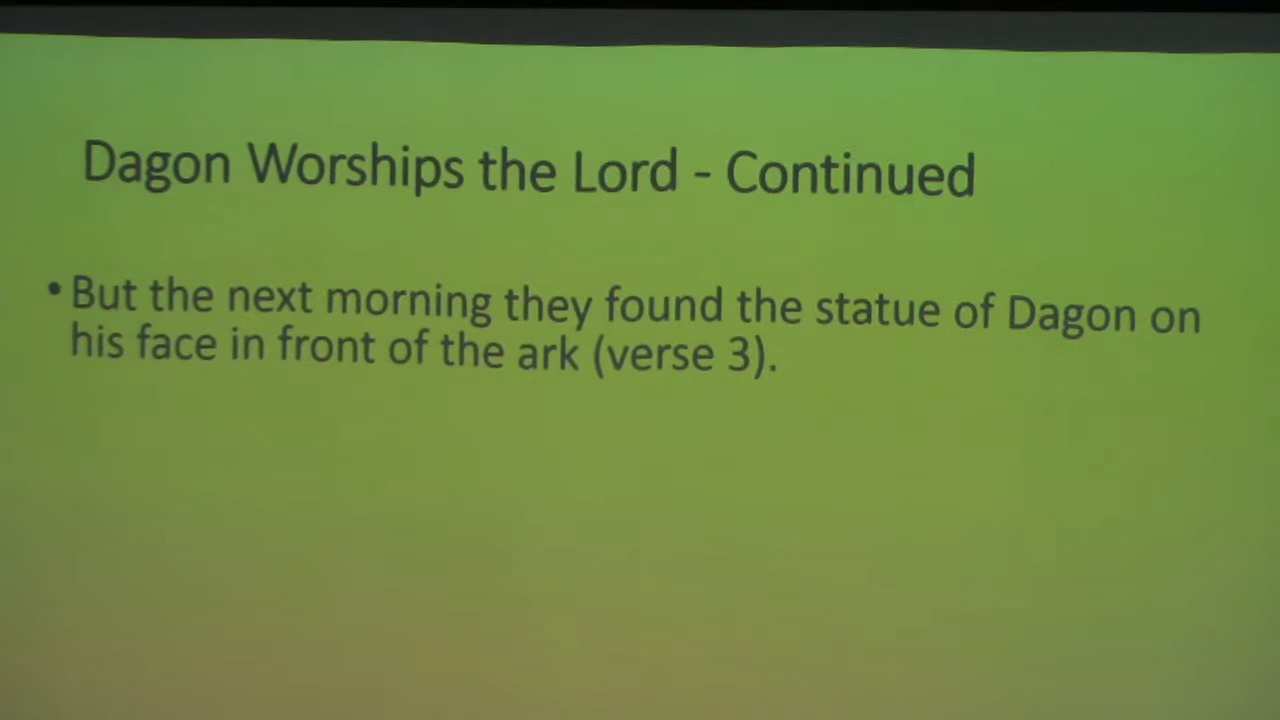 Dagon Worships the Lord - Continued
• But the next morning they found the statue of Dagon on
his face in front of the ark (verse 3).